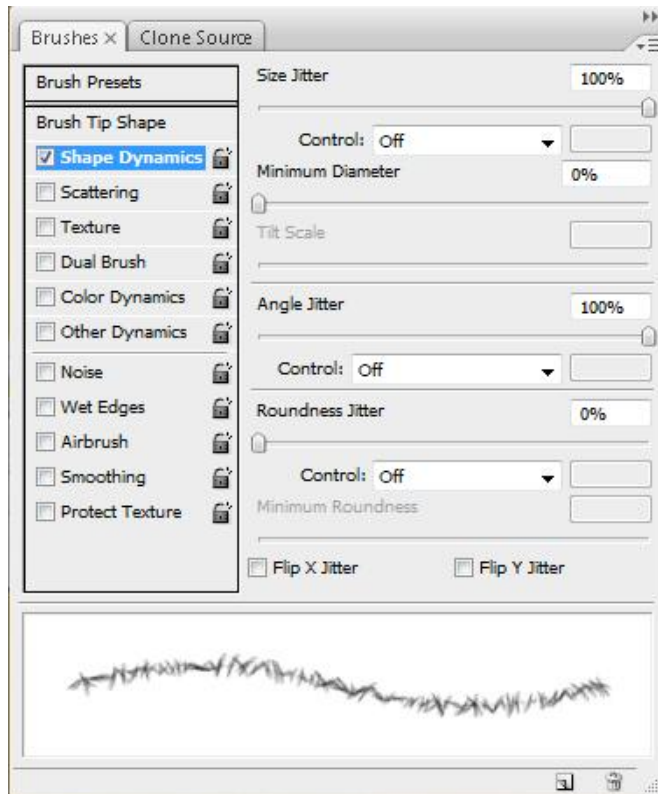 Brushes × Clone Source
Brush Presets
Brush Tip Shape
Shape Dynamics
Scattering
Texture
Dual Brush
Color Dynamics
Other Dynamics
Noise
Wet Edges
Airbrush
Smoothing
Protect Texture
Size Jitter 100%
Control: Off
Minimum Diameter 0%
Tilt Scale
Angle Jitter 100%
Control: Off
Roundness Jitter 0%
Control: Off
Minimum Roundness
Flip X Jitter Flip Y Jitter